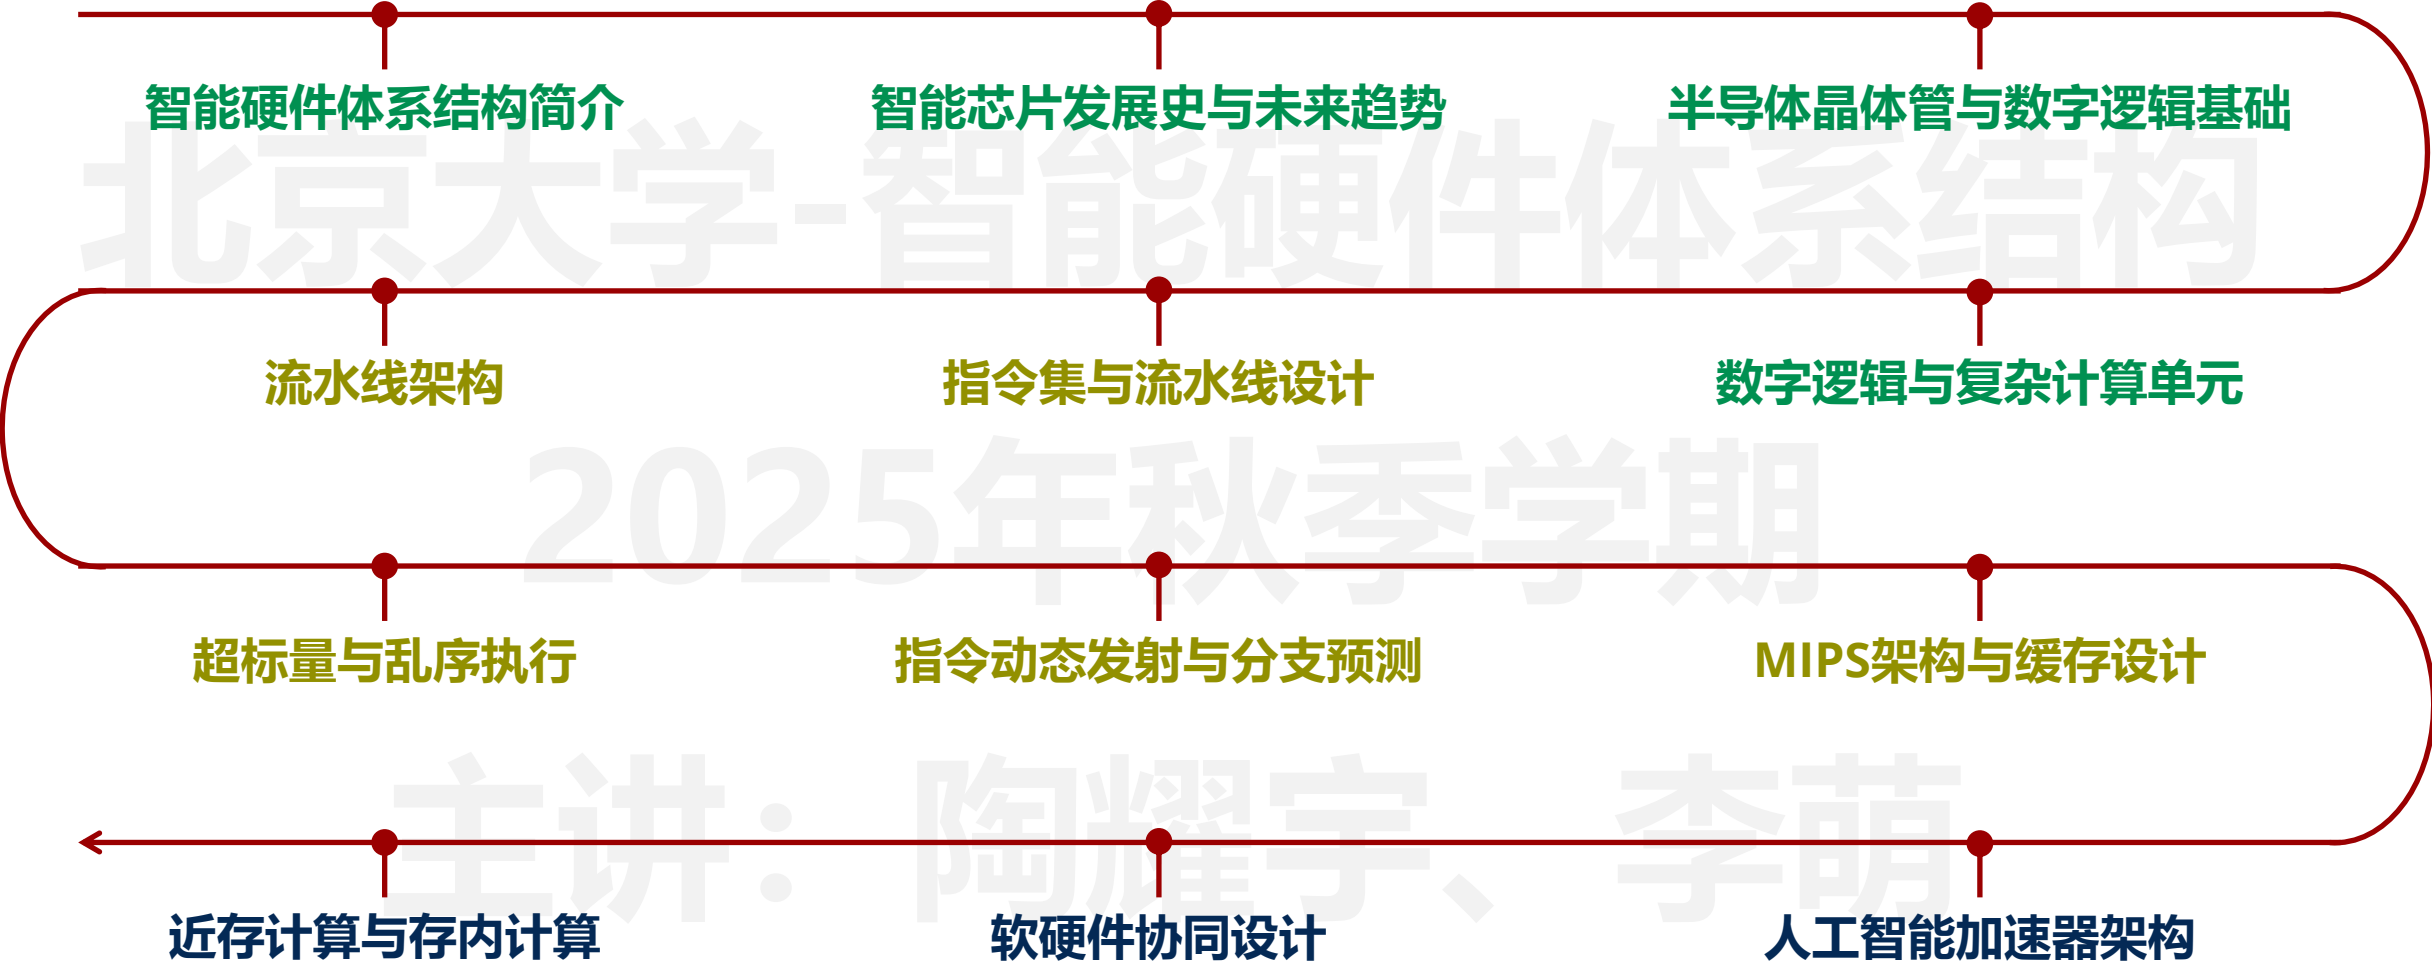 智能硬件体系结构简介
智能芯片发展史与未来趋势
半导体晶体管与数字逻辑基础
北京大学-智能硬件体系结构
流水线架构
指令集与流水线设计
数字逻辑与复杂计算单元
2025年秋季学期
超标量与乱序执行
指令动态发射与分支预测
MIPS架构与缓存设计
主讲：陶耀宇、李萌
近存计算与存内计算
软硬件协同设计
人工智能加速器架构